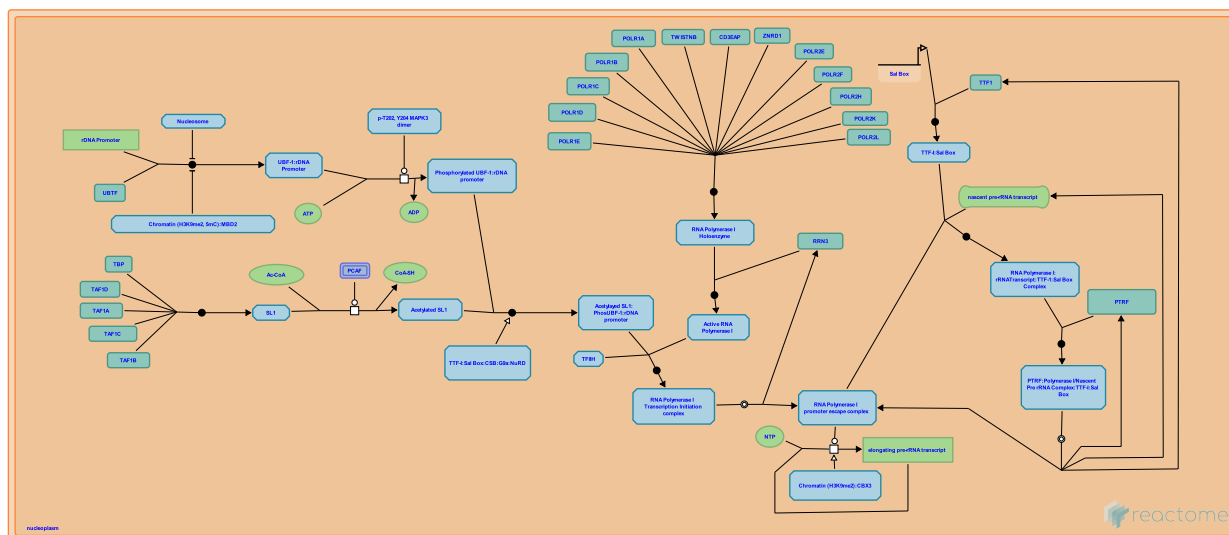 POLR1A
TWISTNB
CD3EAP
ZNRD1
POLR2E
POLR1B
POLR2F
Sal Box
TTF1
POLR1C
POLR2H
POLR1D
POLR2K
POLR1E
POLR2L
Nucleosome
p-T202, Y204 MAPK3
dimer
rDNA Promoter
UBF-1:rDNA
Promoter
Phosphorylated UBF-1:rDNA
promoter
TTF-I:Sal Box
UBTF
ATP
ADP
nascent pre-rRNA transcript
Chromatin (H3K9me2, 5mC):MBD2
RNA Polymerase I
Holoenzyme
RRN3
TBP
TAF1D
TAF1A
TAF1C
TAF1B
Ac-CoA
PCAF
CoA-SH
SL1
Acetylated SL1
Acetylayed SL1:
PhosUBF-1:rDNA
promoter
Active RNA
Polymerase I
RNA Polymerase I:
rRNATranscript:TTF-1:Sal Box
Complex
PTRF
TTF-I:Sal Box:CSB:G9a:NuRD
TFIIH
RNA Polymerase I
Transcription Initiation
complex
RNA Polymerase I
promoter escape complex
PTRF:Polymerase I/Nascent
Pre rRNA Complex:TTF-I:Sal
Box
NTP
elongating pre-rRNA transcript
Chromatin (H3K9me2):CBX3
nucleoplasm
reactome